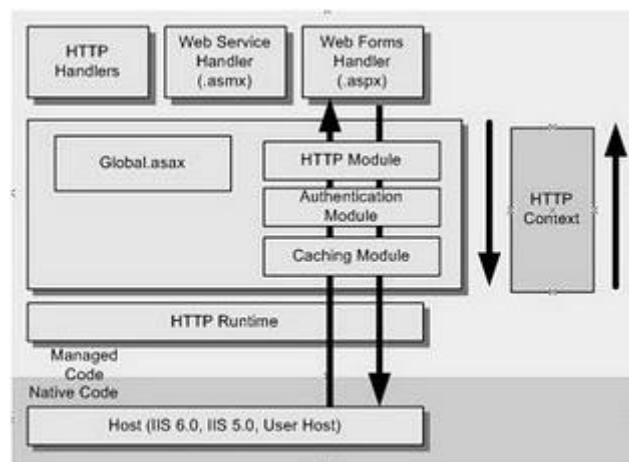 HTTP
Handlers
Web Service
Handler
(.asmx)
Web Forms
Handler
(.aspx)
Global.asax
HTTP Module
Authentication
Module
Caching Module
HTTP
Context
HTTP Runtime
Managed
Code
Native Code
Host (IIS 6.0, IIS 5.0, User Host)